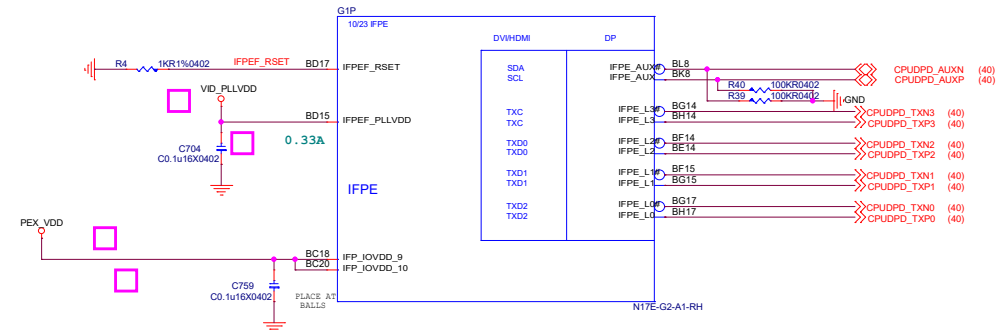 G1P
10/23 IFPE
DVI/HDMI DP
R4 1KR1%0402 IFPEF_RSET BD17 IFPEF_RSET
SDA IFPE_AUX# BL8 CPUDPD_AUXN (40)
SCL IFPE_AUX BK8 CPUDPD_AUXP (40)
R40 100KR0402
R39 100KR0402
GND
VID_PLLVDD
TXC IFPE_L3# BG14 CPUDPD_TXN3 (40)
TXC IFPE_L3 BH14 CPUDPD_TXP3 (40)
BD15 IFPEF_PLLVDD
0.33A
TXD0 IFPE_L2# BF14 CPUDPD_TXN2 (40)
TXD0 IFPE_L2 BE14 CPUDPD_TXP2 (40)
C704
C0.1u16X0402
TXD1 IFPE_L1# BF15 CPUDPD_TXN1 (40)
TXD1 IFPE_L1 BG15 CPUDPD_TXP1 (40)
IFPE
TXD2 IFPE_L0# BG17 CPUDPD_TXN0 (40)
TXD2 IFPE_L0 BH17 CPUDPD_TXP0 (40)
PEX_VDD
BC18 IFP_IOVDD_9
BC20 IFP_IOVDD_10
C759
C0.1u16X0402
PLACE AT
BALLS
N17E-G2-A1-RH